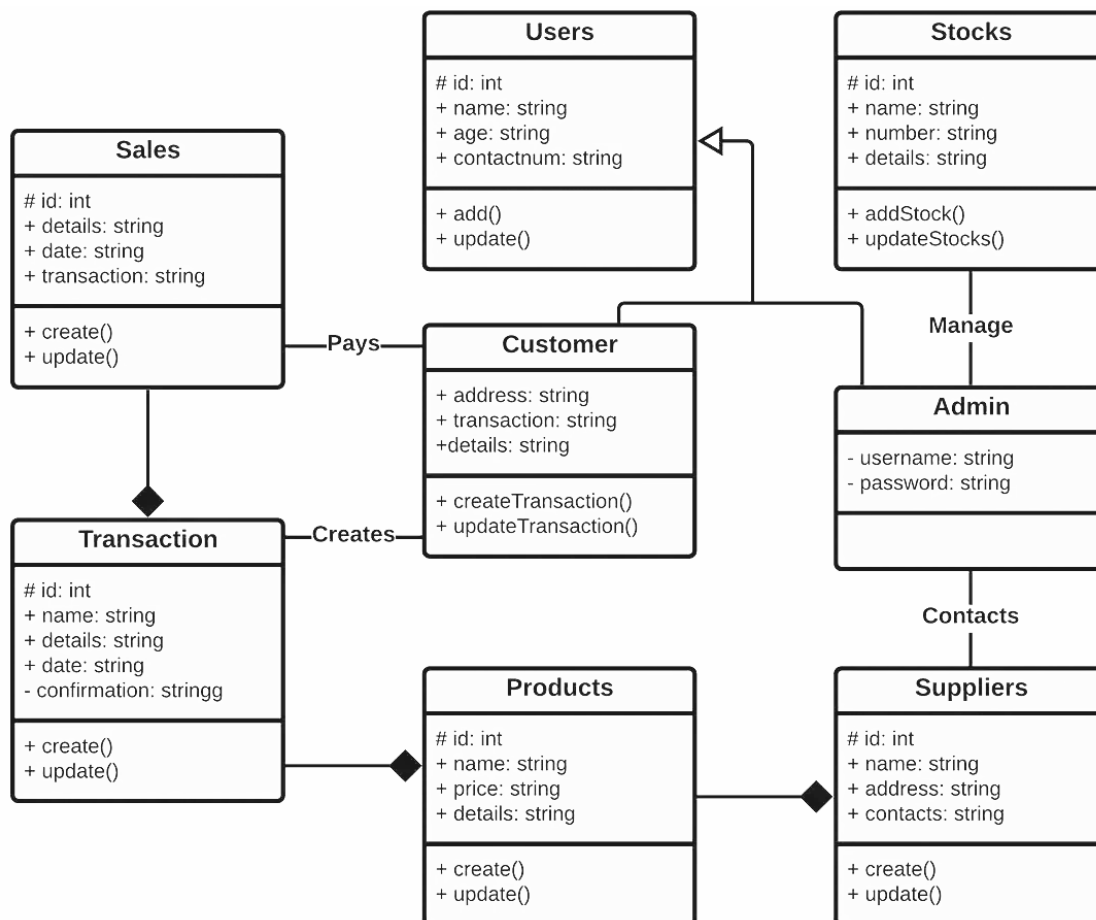 Users
# id: int
+ name: string
+ age: string
+ contactnum: string
+ add()
+ update()
Stocks
# id: int
+ name: string
+ number: string
+ details: string
+ addStock()
+ updateStocks()
Sales
# id: int
+ details: string
+ date: string
+ transaction: string
+ create()
+ update()
Pays
Customer
+ address: string
+ transaction: string
+details: string
+ createTransaction()
+ updateTransaction()
Manage
Admin
- username: string
- password: string
Transaction
# id: int
+ name: string
+ details: string
+ date: string
- confirmation: stringg
+ create()
+ update()
Creates
Contacts
Products
# id: int
+ name: string
+ price: string
+ details: string
+ create()
+ update()
Suppliers
# id: int
+ name: string
+ address: string
+ contacts: string
+ create()
+ update()